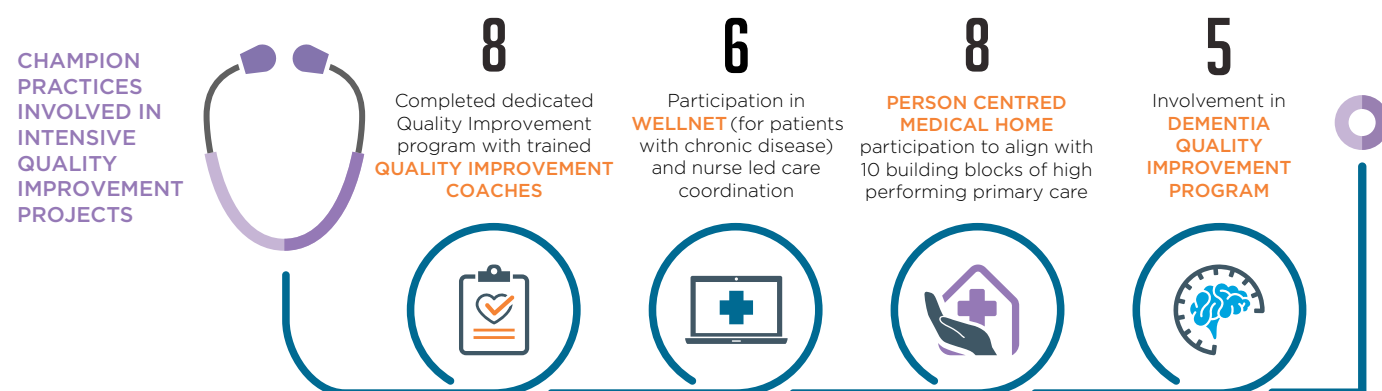 CHAMPION
PRACTICES
INVOLVED IN
INTENSIVE
QUALITY
IMPROVEMENT
PROJECTS
8
Completed dedicated
Quality Improvement
program with trained
QUALITY IMPROVEMENT
COACHES
6
Participation in
WELLNET (for patients
with chronic disease)
and nurse led care
coordination
8
PERSON CENTRED
MEDICAL HOME
participation to align with
10 building blocks of high
performing primary care
5
Involvement in
DEMENTIA
QUALITY
IMPROVEMENT
PROGRAM